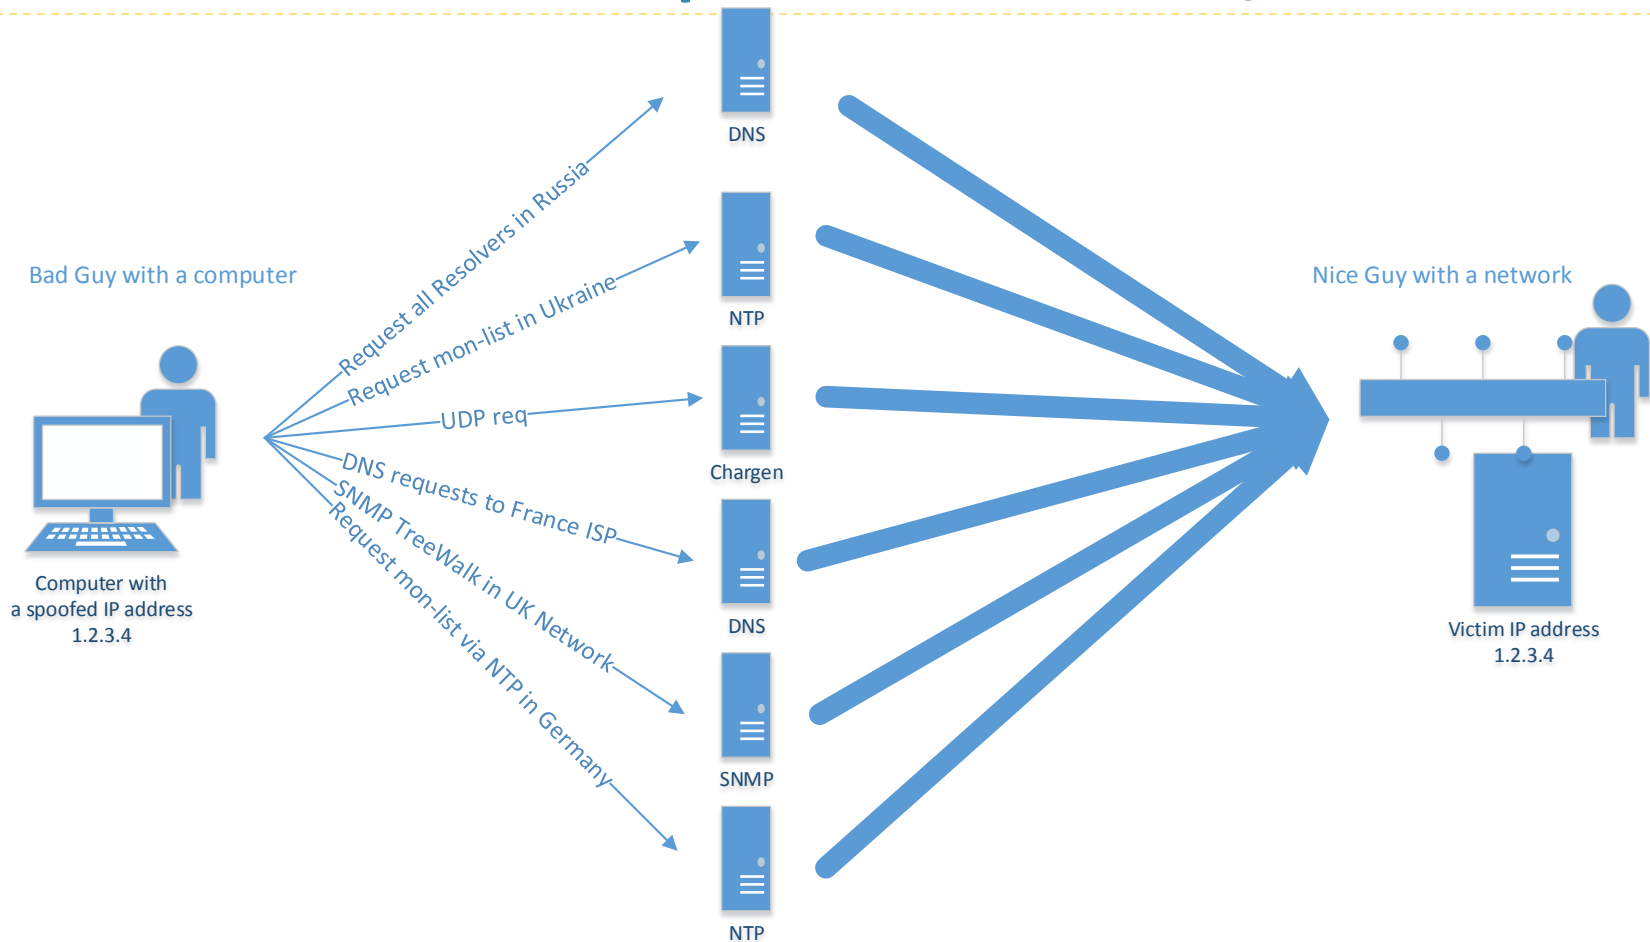 DNS
Request all Resolvers in Russia
NTP
Bad Guy with a computer
Nice Guy with a network
Request mon-list in Ukraine
UDP req
Chargen
DNS requests to France ISP
SNMP TreeWalk in UK Network
Request mon-list via NTP in Germany
Computer with
a spoofed IP address
1.2.3.4
DNS
Victim IP address
1.2.3.4
SNMP
NTP